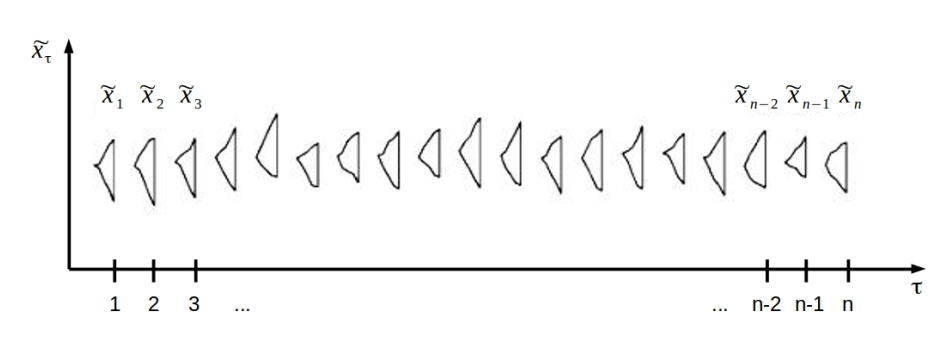 x̃τ
x̃1 x̃2 x̃3 x̃n−2 x̃n−1 x̃n
τ
1 2 3 ... ... n-2 n-1 n